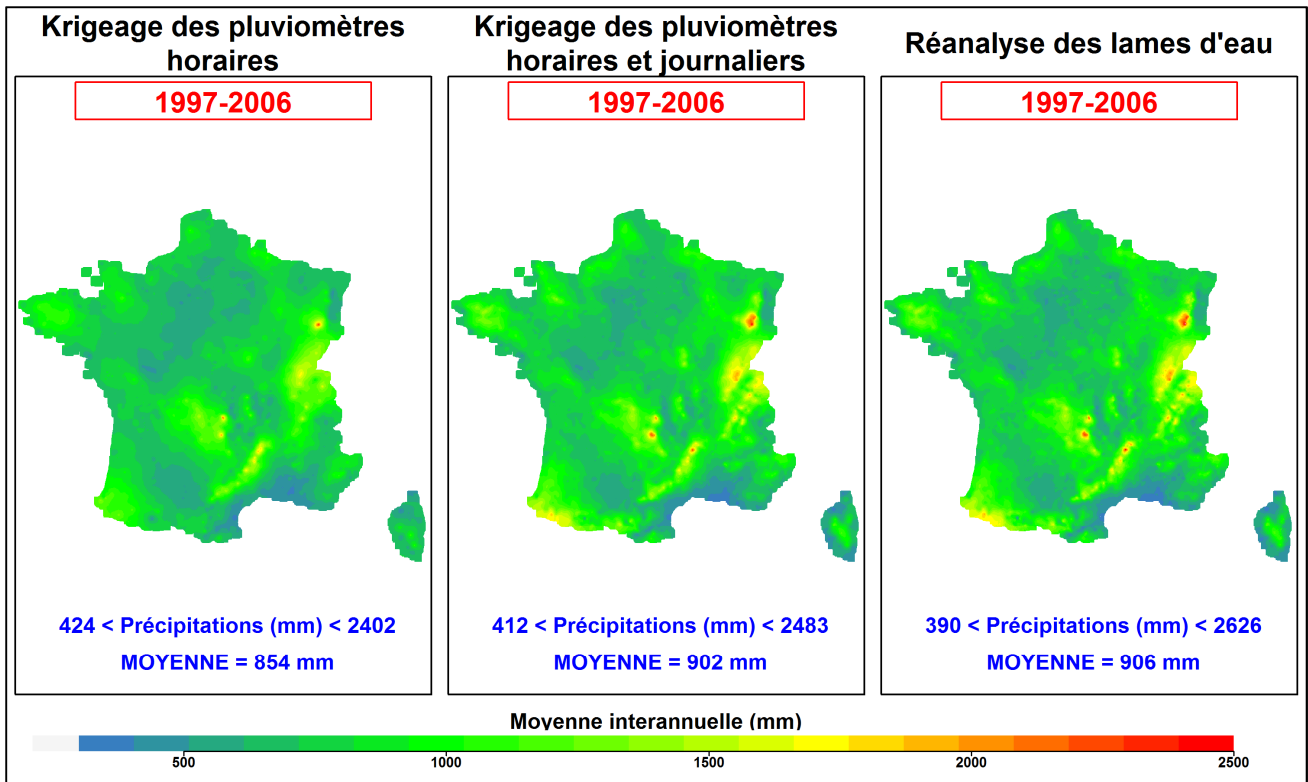 Krigeage des pluviomètres
horaires
1997-2006
424 < Précipitations (mm) < 2402
MOYENNE = 854 mm
Krigeage des pluviomètres
horaires et journaliers
1997-2006
412 < Précipitations (mm) < 2483
MOYENNE = 902 mm
Réanalyse des lames d'eau
1997-2006
390 < Précipitations (mm) < 2626
MOYENNE = 906 mm
Moyenne interannuelle (mm)
500 1000 1500 2000 2500